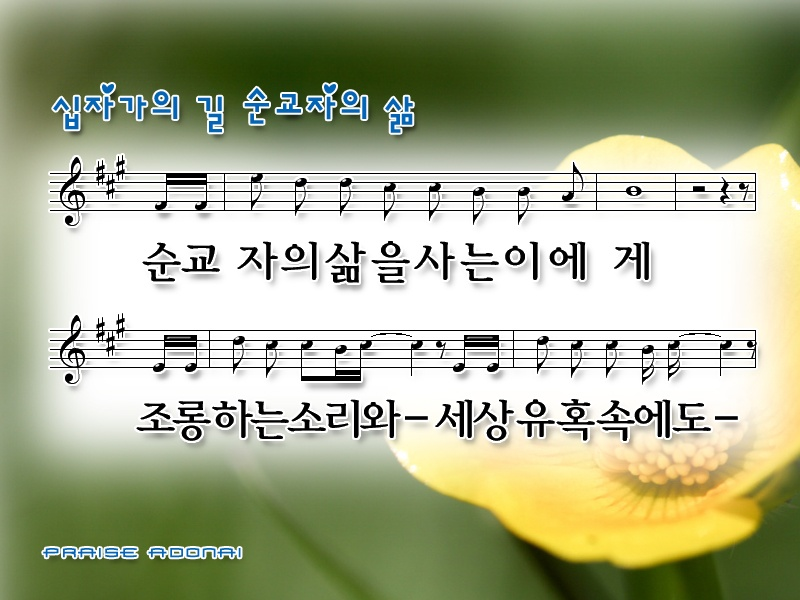 십자가의 길 순교자의 삶
순교 자의삶을사는이에 게
조롱하는소리와-세상유혹속에도-
PRAISE ADONAI